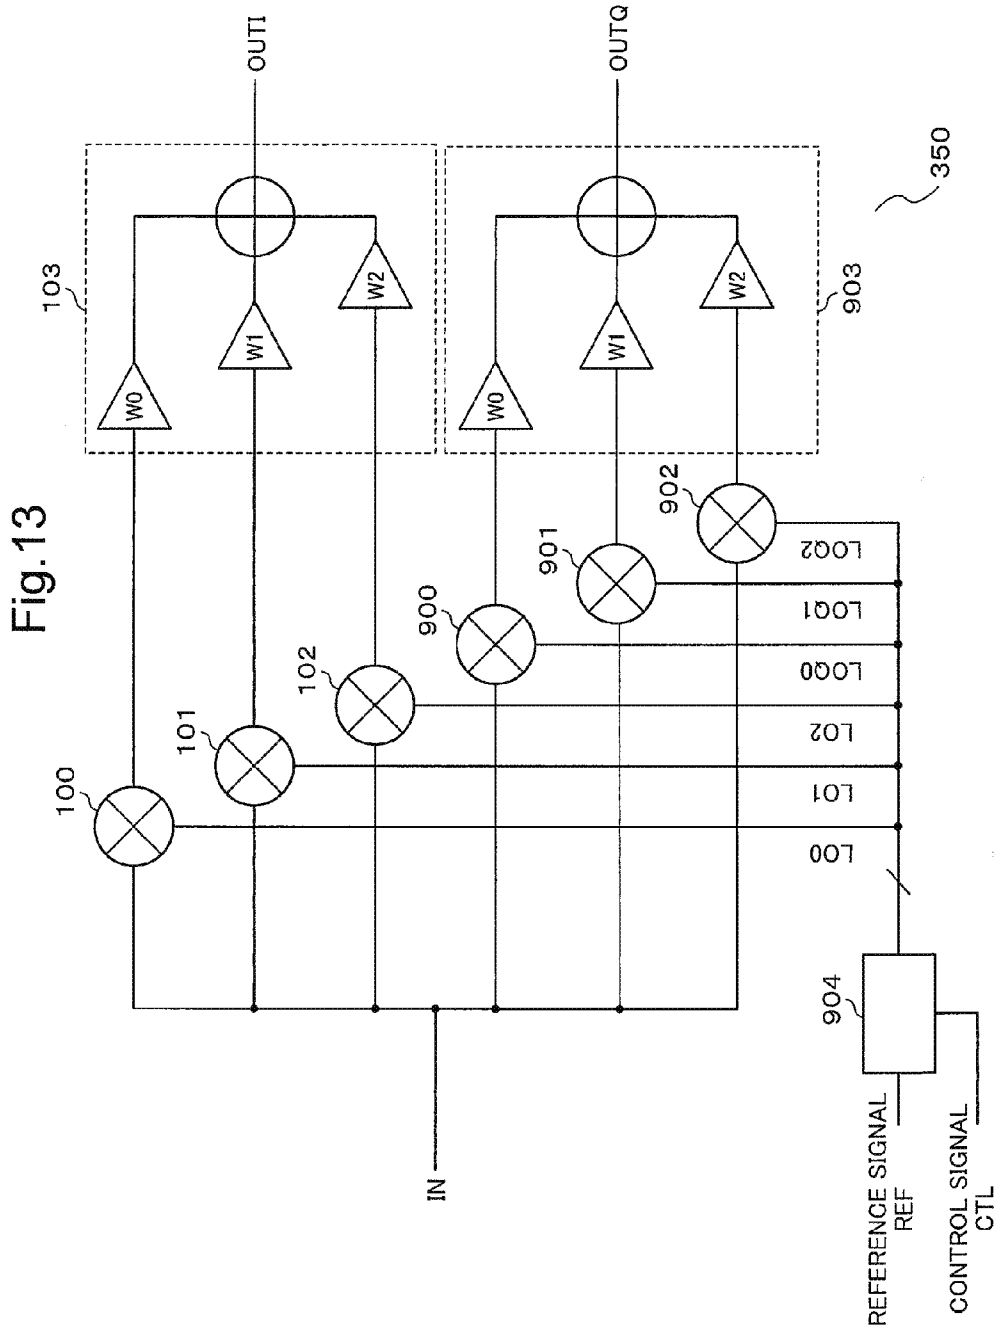 Fig.13
IN
100
101
102
900
901
902
103
W0
W1
W2
OUTI
W0
W1
W2
903
OUTQ
350
LO0
LO1
LO2
LOQ0
LOQ1
LOQ2
904
REFERENCE SIGNAL
REF
CONTROL SIGNAL
CTL